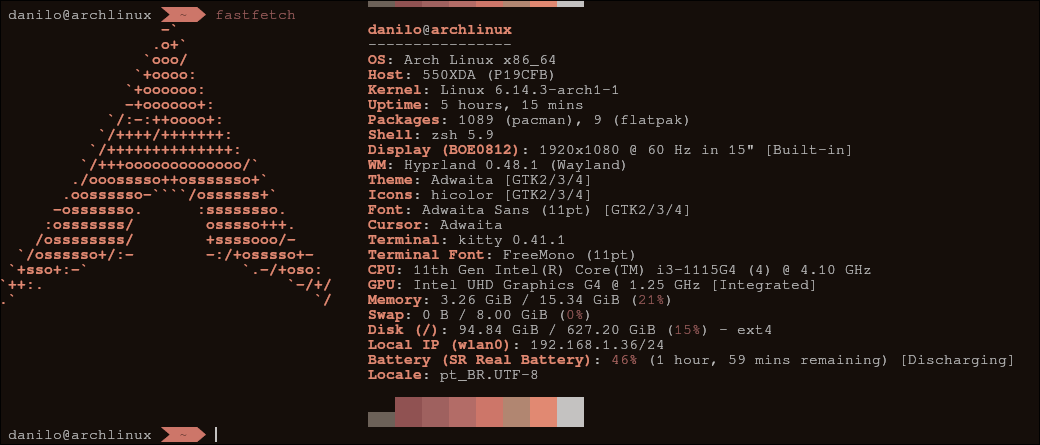 danilo@archlinux ~ fastfetch
danilo@archlinux
----------------
OS: Arch Linux x86_64
Host: 550XDA (P19CFB)
Kernel: Linux 6.14.3-arch1-1
Uptime: 5 hours, 15 mins
Packages: 1089 (pacman), 9 (flatpak)
Shell: zsh 5.9
Display (BOE0812): 1920x1080 @ 60 Hz in 15" [Built-in]
WM: Hyprland 0.48.1 (Wayland)
Theme: Adwaita [GTK2/3/4]
Icons: hicolor [GTK2/3/4]
Font: Adwaita Sans (11pt) [GTK2/3/4]
Cursor: Adwaita
Terminal: kitty 0.41.1
Terminal Font: FreeMono (11pt)
CPU: 11th Gen Intel(R) Core(TM) i3-1115G4 (4) @ 4.10 GHz
GPU: Intel UHD Graphics G4 @ 1.25 GHz [Integrated]
Memory: 3.26 GiB / 15.34 GiB (21%)
Swap: 0 B / 8.00 GiB (0%)
Disk (/): 94.84 GiB / 627.20 GiB (15%) - ext4
Local IP (wlan0): 192.168.1.36/24
Battery (SR Real Battery): 46% (1 hour, 59 mins remaining) [Discharging]
Locale: pt_BR.UTF-8
danilo@archlinux ~